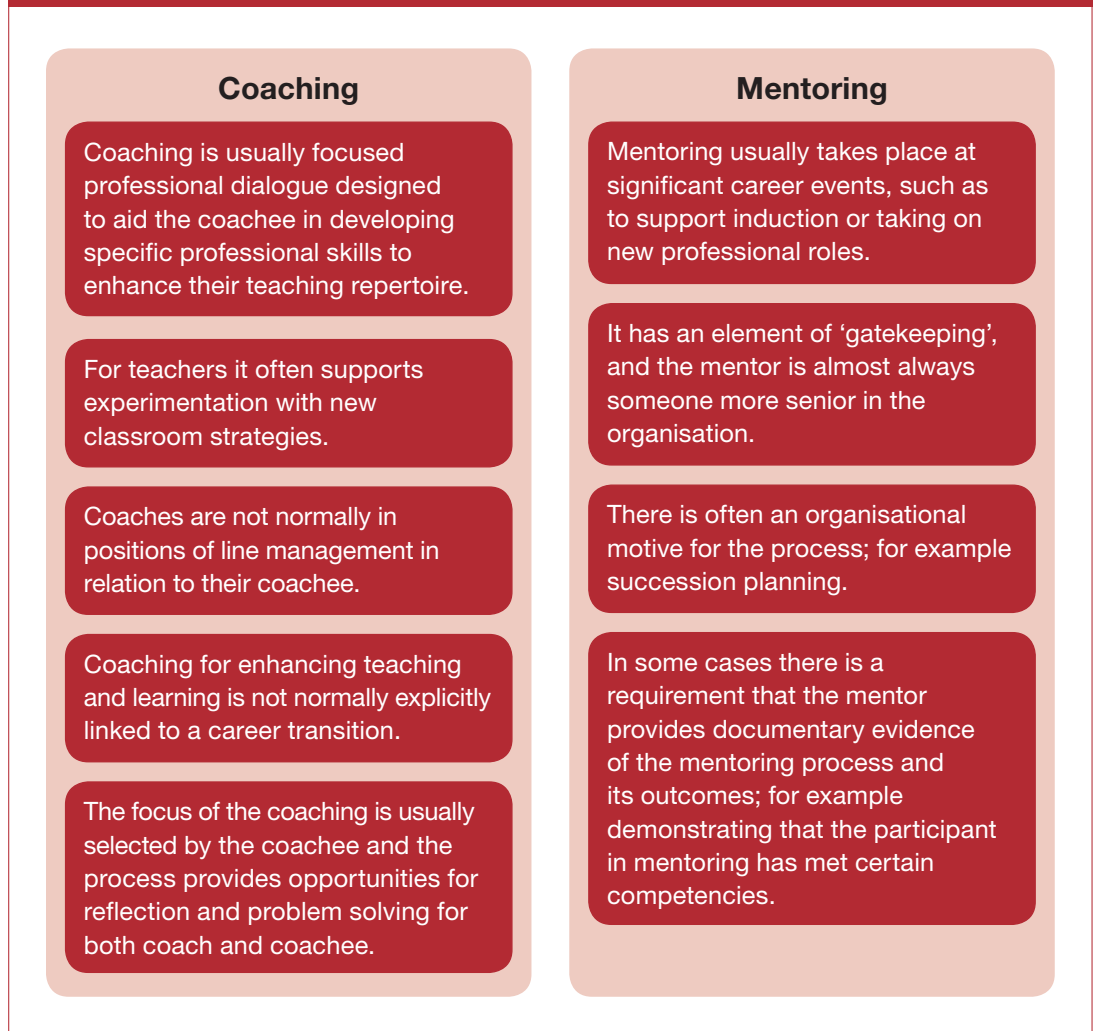 Coaching
Coaching is usually focused
professional dialogue designed
to aid the coachee in developing
specific professional skills to
enhance their teaching repertoire.
For teachers it often supports
experimentation with new
classroom strategies.
Coaches are not normally in
positions of line management in
relation to their coachee.
Coaching for enhancing teaching
and learning is not normally explicitly
linked to a career transition.
The focus of the coaching is usually
selected by the coachee and the
process provides opportunities for
reflection and problem solving for
both coach and coachee.
Mentoring
Mentoring usually takes place at
significant career events, such as
to support induction or taking on
new professional roles.
It has an element of ‘gatekeeping’,
and the mentor is almost always
someone more senior in the
organisation.
There is often an organisational
motive for the process; for example
succession planning.
In some cases there is a
requirement that the mentor
provides documentary evidence
of the mentoring process and
its outcomes; for example
demonstrating that the participant
in mentoring has met certain
competencies.